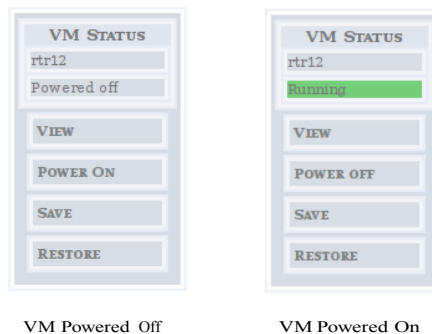 VM STATUS
rtr12
Powered off
VIEW
POWER ON
SAVE
RESTORE
VM Powered Off
VM STATUS
rtr12
Running
VIEW
POWER OFF
SAVE
RESTORE
VM Powered On